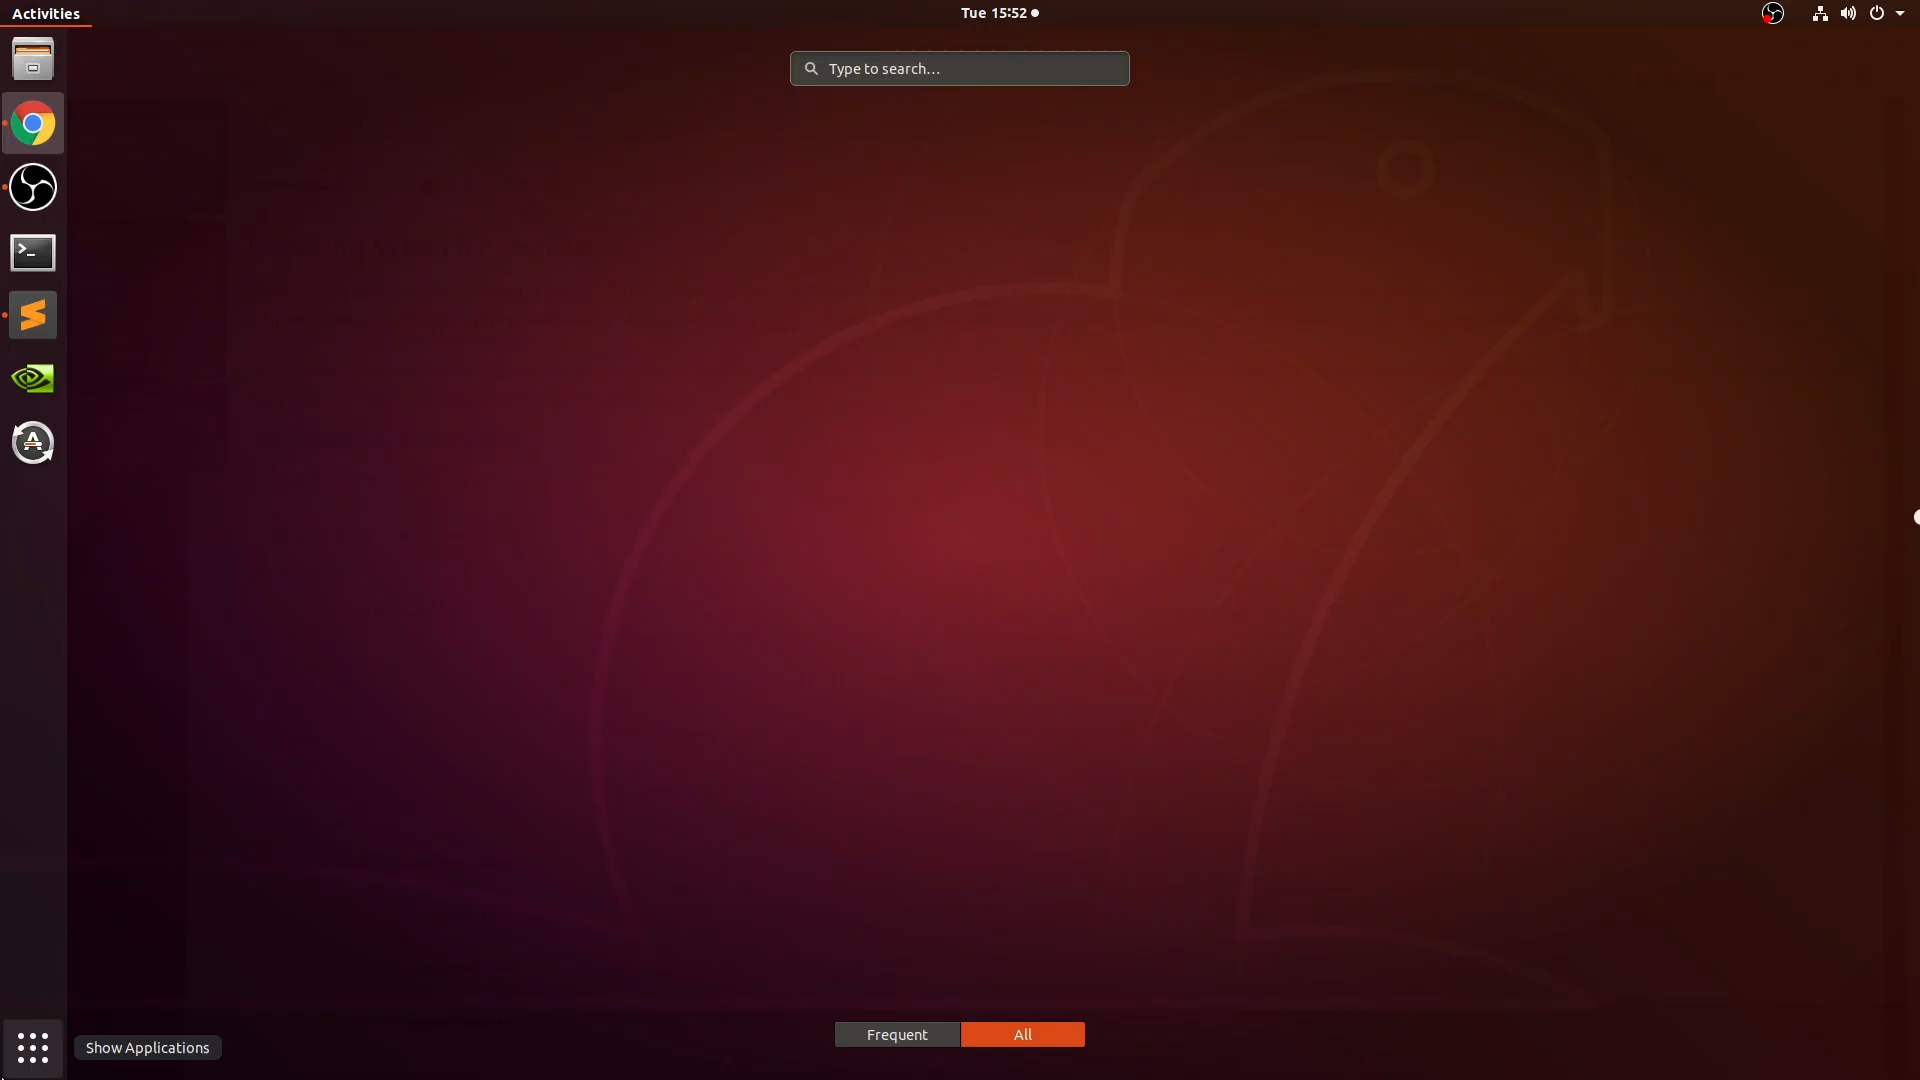 Activities
Tue 15:52
Type to search...
Frequent
All
Show Applications